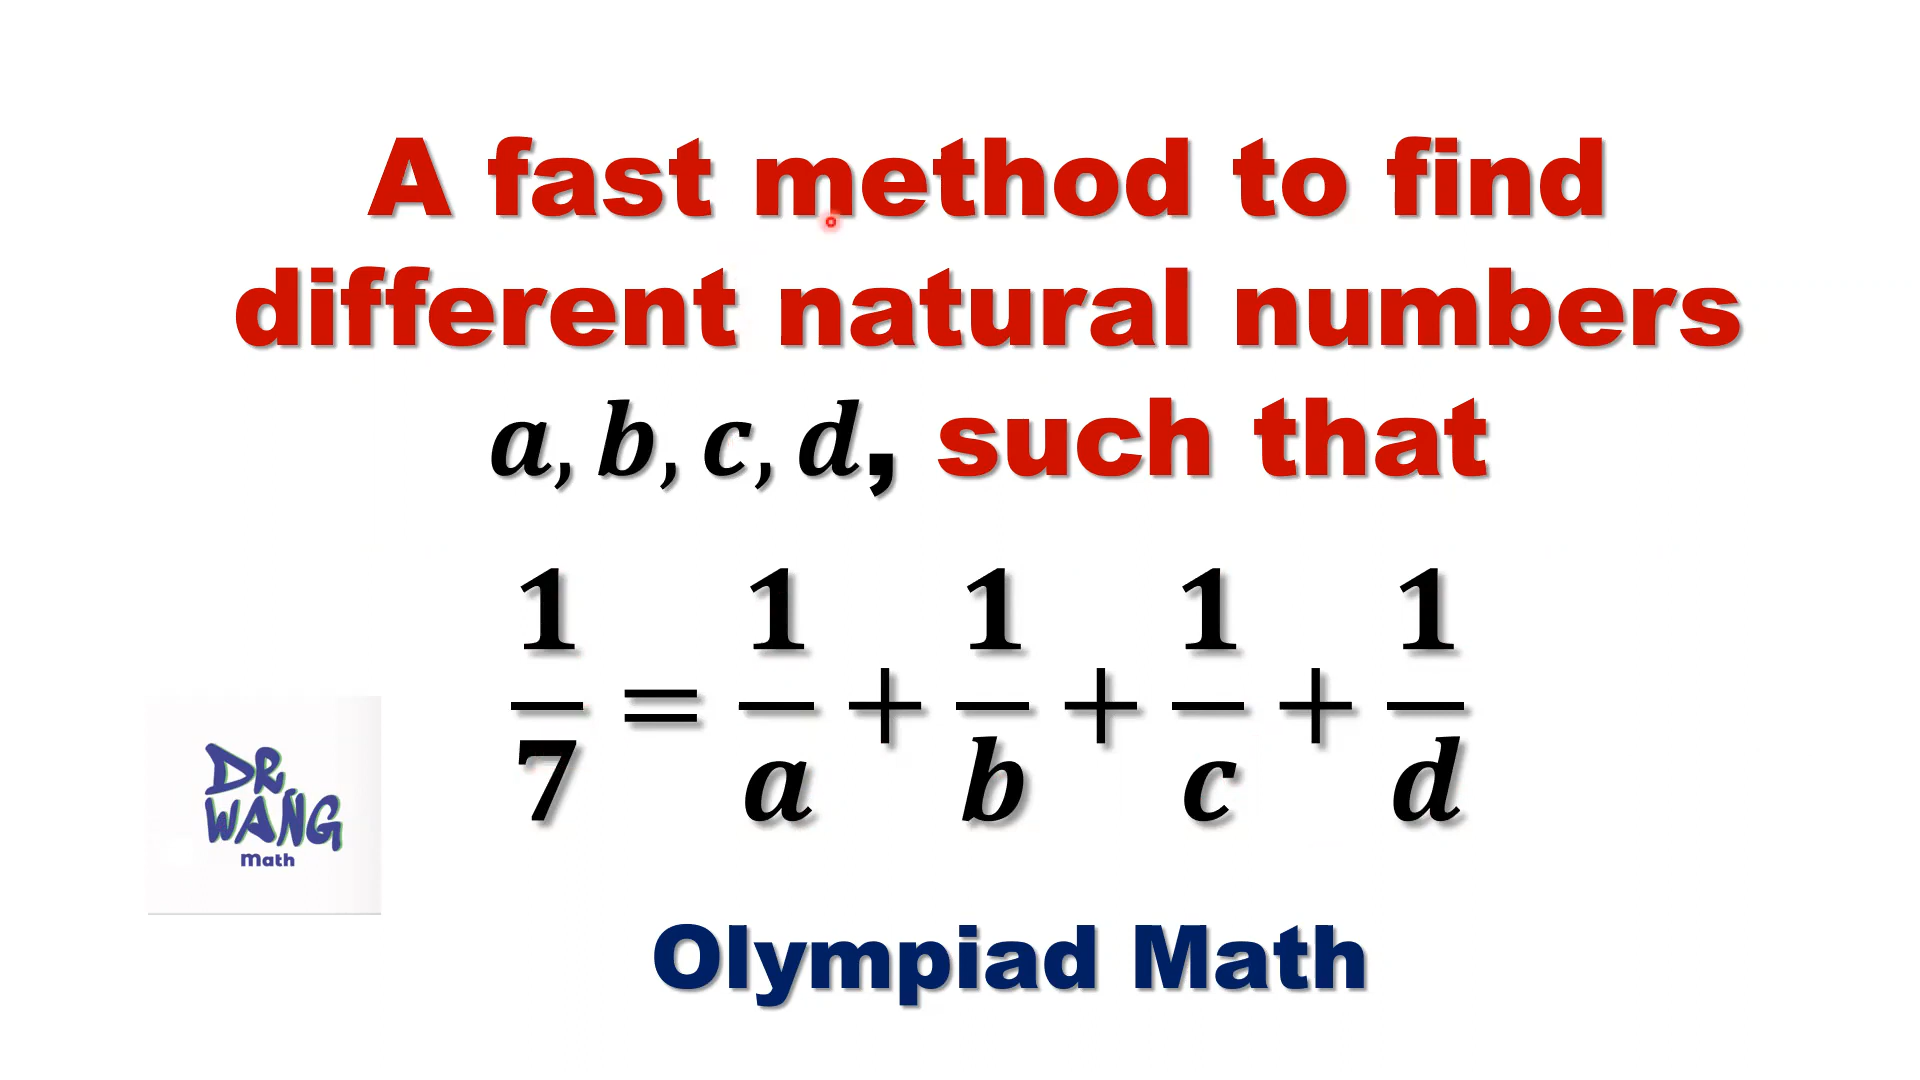 A fast method to find
different natural numbers
a, b, c, d, such that
1/7 = 1/a + 1/b + 1/c + 1/d
DR
WANG
math
Olympiad Math